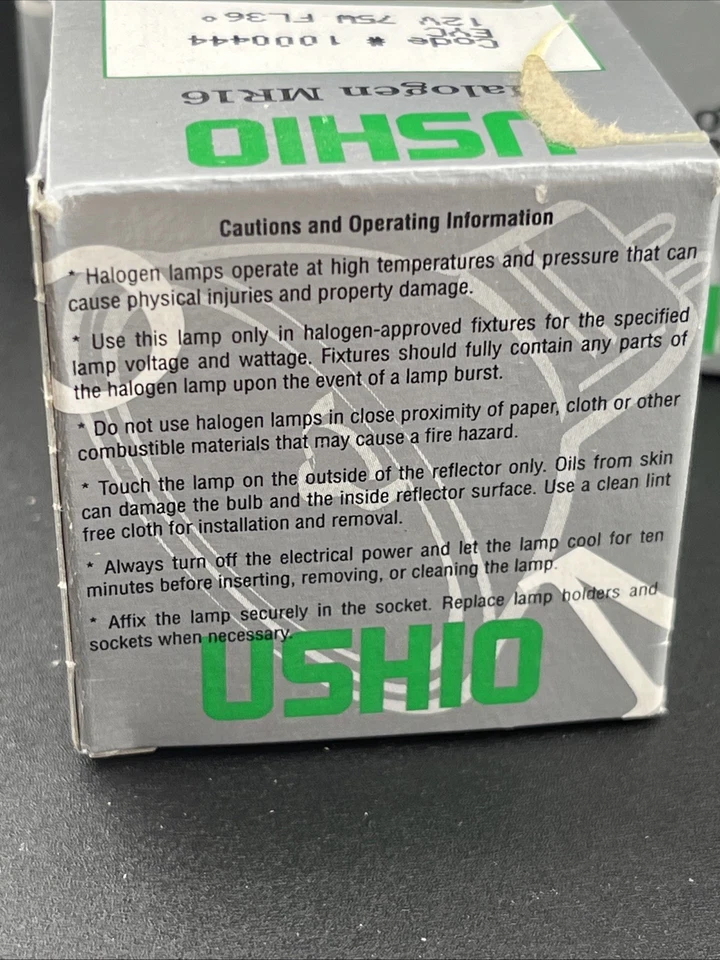 12V 75W FL36°
EYC
Code # 1000444
alogen MR16
USHIO
Cautions and Operating Information
* Halogen lamps operate at high temperatures and pressure that can
cause physical injuries and property damage.
* Use this lamp only in halogen-approved fixtures for the specified
lamp voltage and wattage. Fixtures should fully contain any parts of
the halogen lamp upon the event of a lamp burst.
* Do not use halogen lamps in close proximity of paper, cloth or other
combustible materials that may cause a fire hazard.
* Touch the lamp on the outside of the reflector only. Oils from skin
can damage the bulb and the inside reflector surface. Use a clean lint
free cloth for installation and removal.
* Always turn off the electrical power and let the lamp cool for ten
minutes before inserting, removing, or cleaning the lamp.
* Affix the lamp securely in the socket. Replace lamp holders and
sockets when necessary.
USHIO